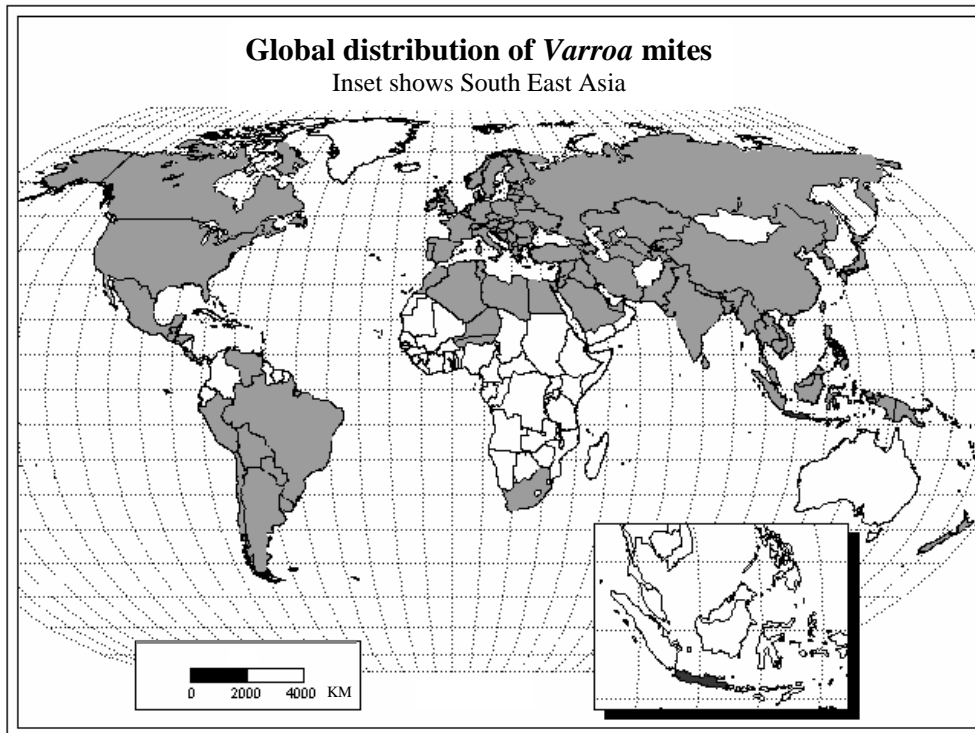 Global distribution of Varroa mites
Inset shows South East Asia
0 2000 4000 KM